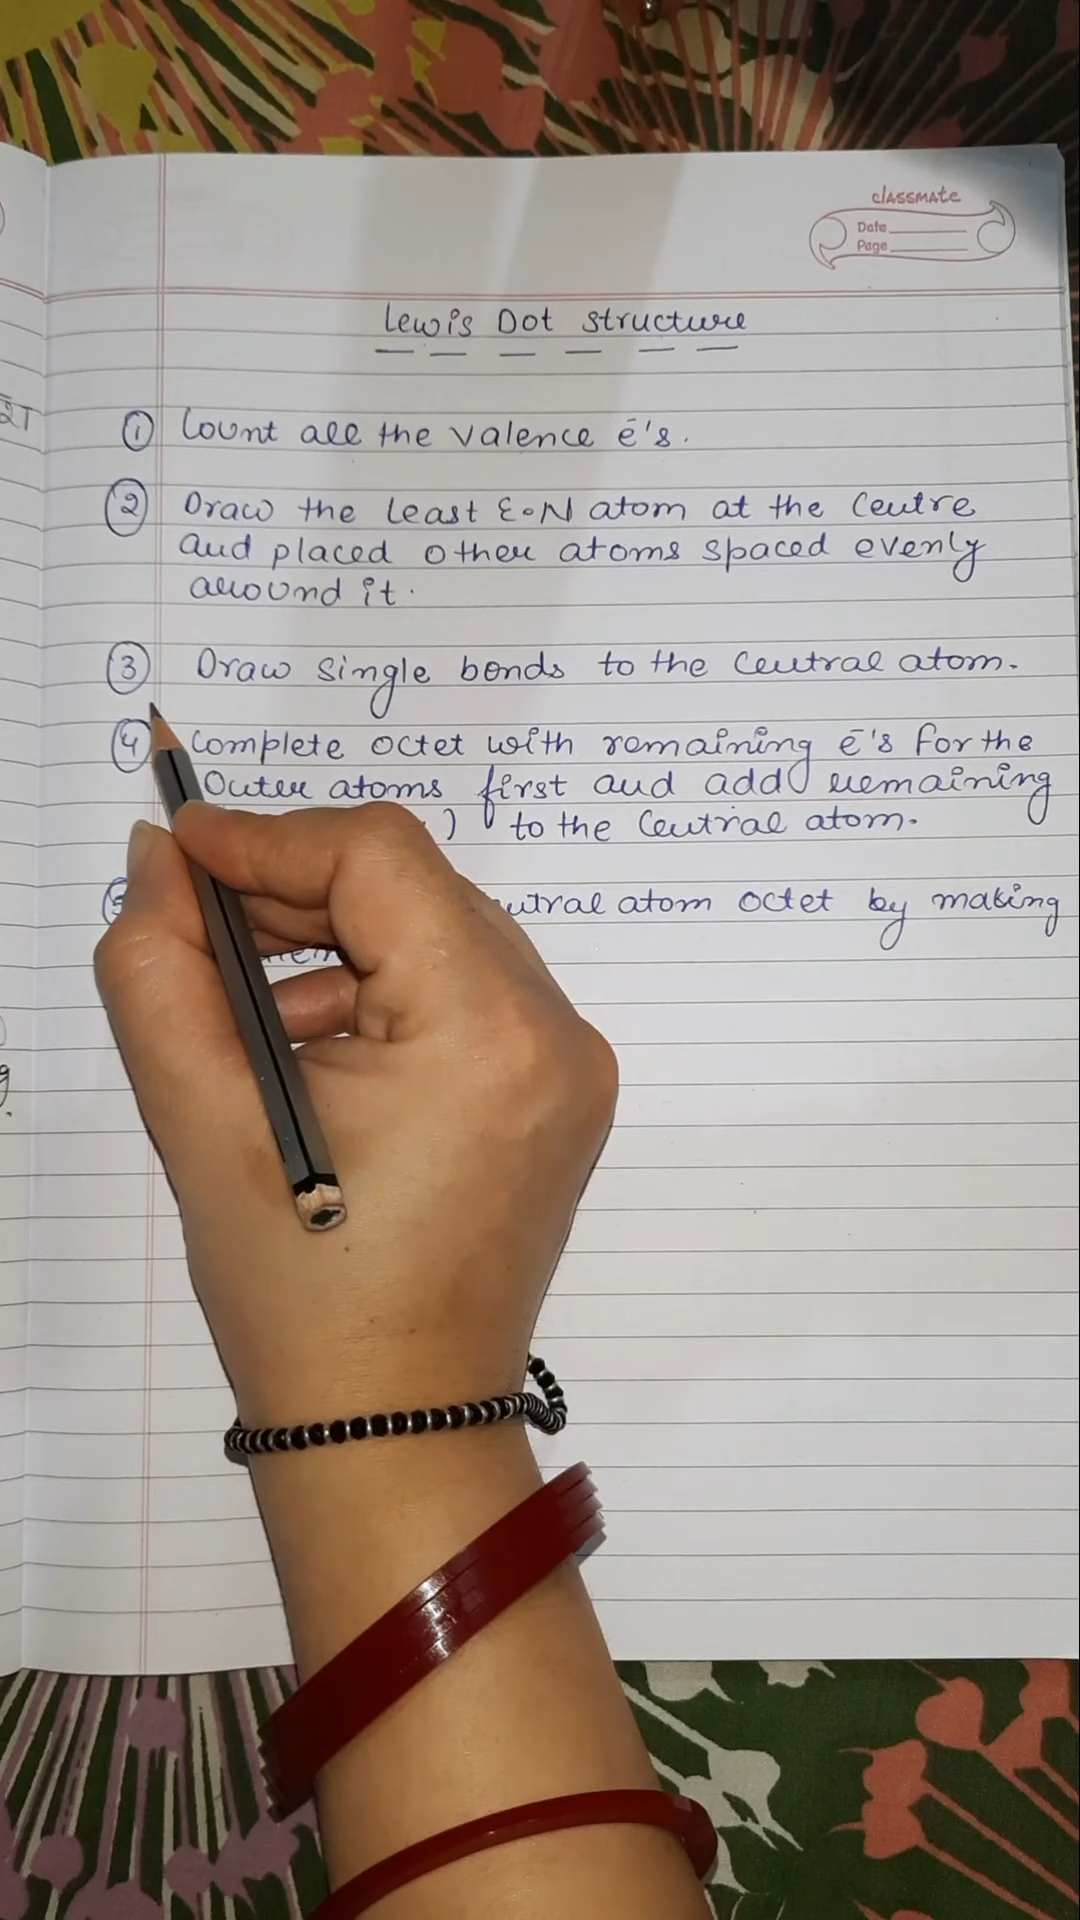 classmate
Date
Page
Lewis Dot structure
① Count all the valence ē's.
② Draw the least E.N atom at the centre
and placed other atoms spaced evenly
around it.
③ Draw single bonds to the central atom.
④ Complete octet with remaining ē's for the
outer atoms first and add remaining
) to the central atom.
⑤ atom octet by making